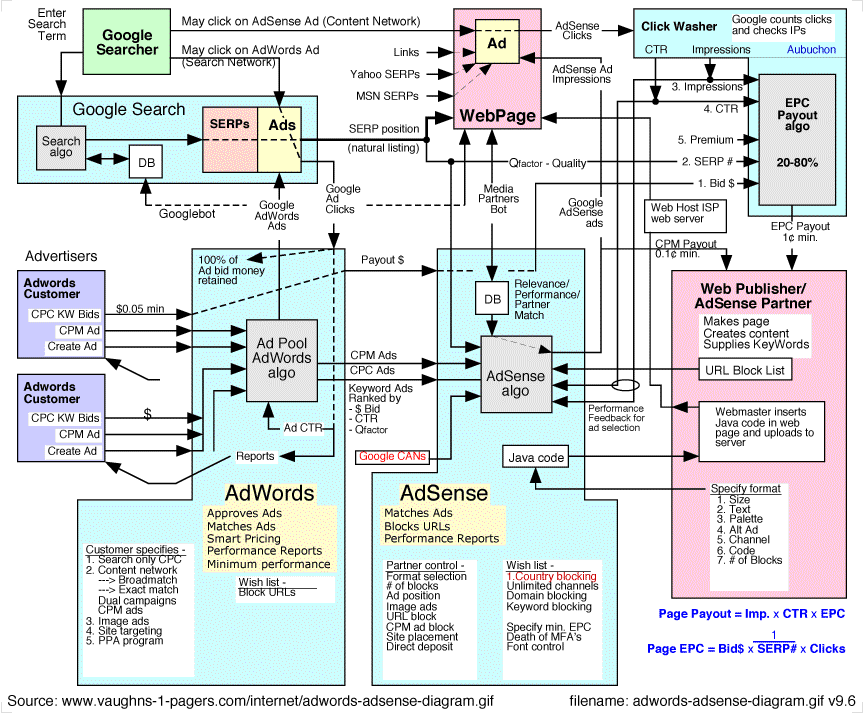 Enter
Search
Term
Google
Searcher
May click on AdSense Ad (Content Network)
May click on AdWords Ad
(Search Network)
Links
Yahoo SERPs
MSN SERPs
Ad
WebPage
AdSense
Clicks
AdSense Ad
Impressions
Click Washer
Google counts clicks
and checks IPs
CTR
Impressions
Aubuchon
3. Impressions
4. CTR
5. Premium
2. SERP #
1. Bid $
EPC
Payout
algo
20-80%
Google Search
Search
algo
DB
SERPs
Ads
SERP position
(natural listing)
Qfactor - Quality
Googlebot
Google
AdWords
Ads
Google
Ad
Clicks
Media
Partners
Bot
Google
AdSense
ads
Web Host ISP
web server
EPC Payout
1¢ min.
CPM Payout
0.1¢ min.
Advertisers
Adwords
Customer
CPC KW Bids
CPM Ad
Create Ad
$0.05 min
Adwords
Customer
CPC KW Bids
CPM Ad
Create Ad
$
100% of
Ad bid money
retained
Payout $
Ad Pool
AdWords
algo
CPM Ads
CPC Ads
Keyword Ads
Ranked by
- $ Bid
- CTR
- Qfactor
Ad CTR
Reports
DB
Relevance/
Performance/
Partner
Match
AdSense
algo
Google CANs
Performance
Feedback for
ad selection
Java code
Web Publisher/
AdSense Partner
Makes page
Creates content
Supplies KeyWords
URL Block List
Webmaster inserts
Java code in web
page and uploads to
server
Specify format
1. Size
2. Text
3. Palette
4. Alt Ad
5. Channel
6. Code
7. # of Blocks
AdWords
Approves Ads
Matches Ads
Smart Pricing
Performance Reports
Minimum performance
Customer specifies -
1. Search only CPC
2. Content network
---> Broadmatch
---> Exact match
Dual campaigns
CPM ads
3. Image ads
4. Site targeting
5. PPA program
Wish list -
Block URLs
AdSense
Matches Ads
Blocks URLs
Performance Reports
Partner control -
Format selection
# of blocks
Ad position
Image ads
URL block
CPM ad block
Site placement
Direct deposit
Wish list -
1.Country blocking
Unlimited channels
Domain blocking
Keyword blocking
Specify min. EPC
Death of MFA's
Font control
Page Payout = Imp. x CTR x EPC
Page EPC = Bid$ x 1/SERP# x Clicks
Source: www.vaughns-1-pagers.com/internet/adwords-adsense-diagram.gif
filename: adwords-adsense-diagram.gif v9.6